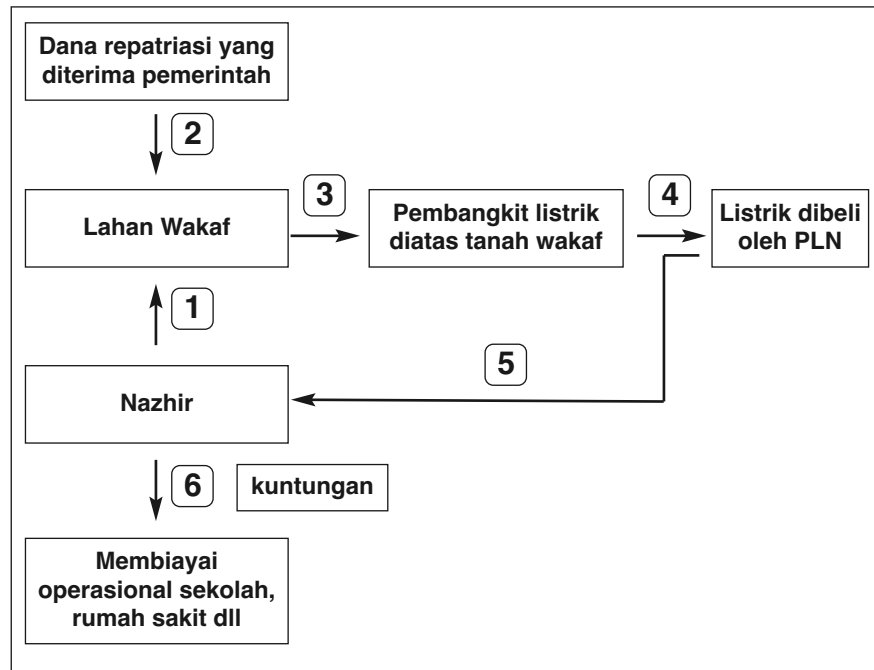 Dana repatriasi yang
diterima pemerintah
2
Lahan Wakaf
3
Pembangkit listrik
diatas tanah wakaf
4
Listrik dibeli
oleh PLN
1
5
Nazhir
6
kuntungan
Membiayai
operasional sekolah,
rumah sakit dll